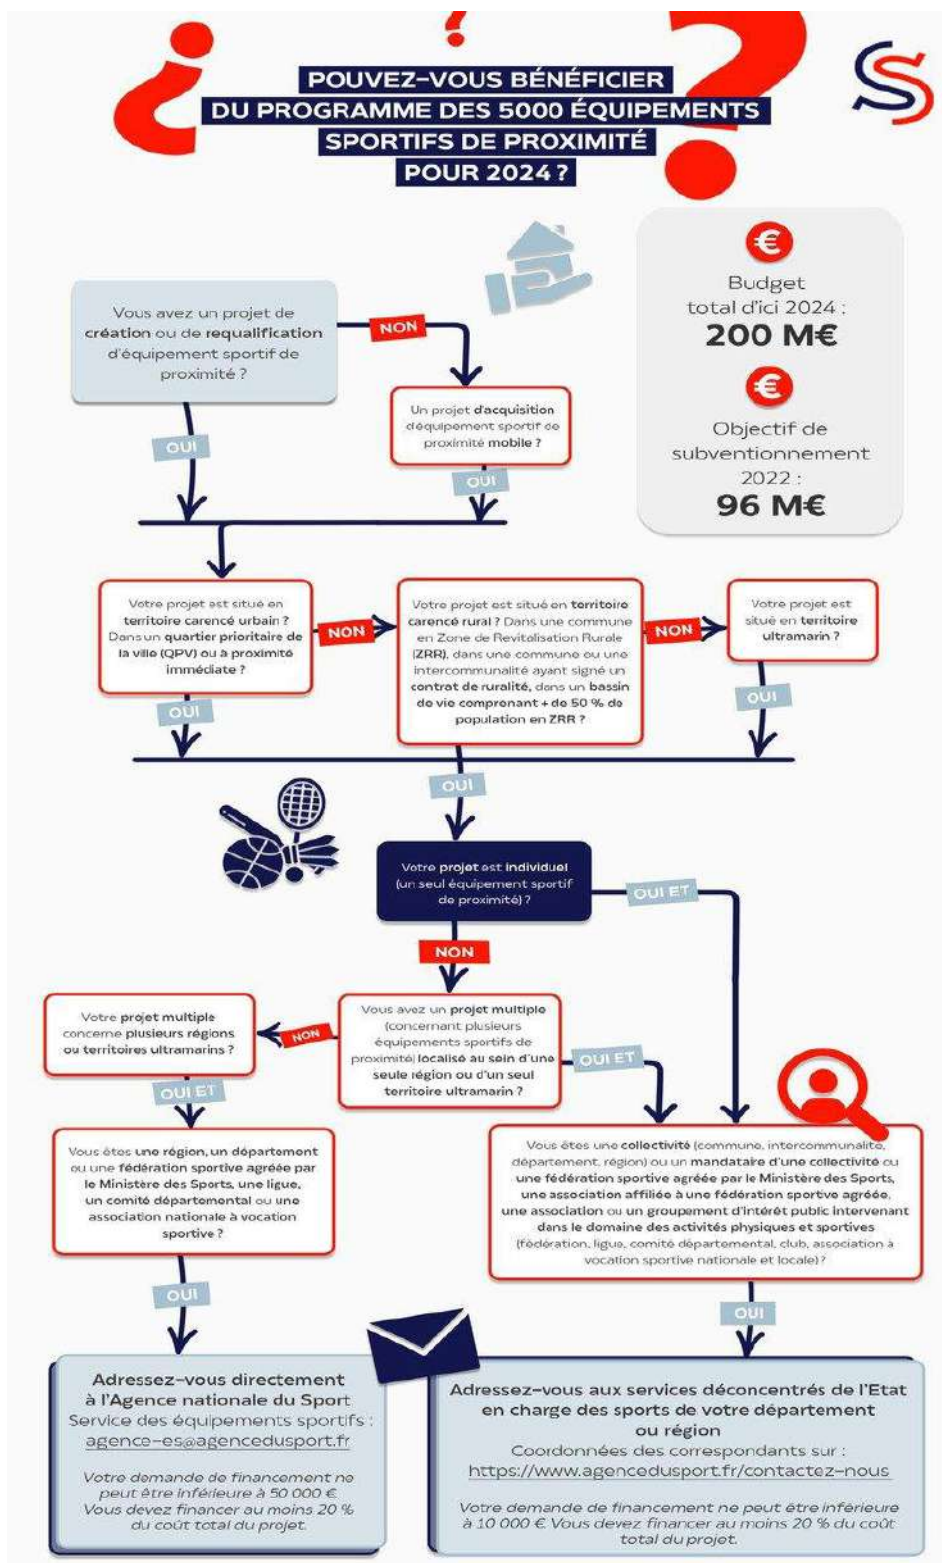 POUVEZ-VOUS BÉNÉFICIER
DU PROGRAMME DES 5000 ÉQUIPEMENTS
SPORTIFS DE PROXIMITÉ
POUR 2024 ?
€
Budget
total d'ici 2024 :
200 M€
€
Objectif de
subventionnement
2022 :
96 M€
Vous avez un projet de
création ou de requalification
d'équipement sportif de
proximité ?
NON
Un projet d'acquisition
d'équipement sportif de
proximité mobile ?
OUI
OUI
Votre projet est situé en
territoire carencé urbain ?
Dans un quartier prioritaire de
la ville (QPV) ou à proximité
immédiate ?
NON
Votre projet est situé en territoire
carencé rural ? Dans une commune
en Zone de Revitalisation Rurale
(ZRR), dans une commune ou une
intercommunalité ayant signé un
contrat de ruralité, dans un bassin
de vie comprenant + de 50 % de
population en ZRR ?
NON
Votre projet est
situé en territoire
ultramarin ?
OUI
OUI
OUI
Votre projet est individuel
(un seul équipement sportif
de proximité) ?
OUI ET
NON
Vous avez un projet multiple
(concernant plusieurs
équipements sportifs de
proximité) localisé au sein d'une
seule région ou d'un seul
territoire ultramarin ?
NON
OUI ET
Votre projet multiple
concerne plusieurs régions
ou territoires ultramarins ?
OUI ET
Vous êtes une région, un département
ou une fédération sportive agréée par
le Ministère des Sports, une ligue,
un comité départemental ou une
association nationale à vocation
sportive ?
Vous êtes une collectivité (commune, intercommunalité,
département, région) ou un mandataire d'une collectivité ou
une fédération sportive agréée par le Ministère des Sports,
une association affiliée à une fédération sportive agréée,
une association ou un groupement d'intérêt public intervenant
dans le domaine des activités physiques et sportives
(fédération, ligue, comité départemental, club, association à
vocation sportive nationale et locale) ?
OUI
OUI
Adressez-vous directement
à l'Agence nationale du Sport
Service des équipements sportifs :
agence-es@agencedusport.fr
Votre demande de financement ne
peut être inférieure à 50 000 €
Vous devez financer au moins 20 %
du coût total du projet.
Adressez-vous aux services déconcentrés de l'Etat
en charge des sports de votre département
ou région
Coordonnées des correspondants sur :
https://www.agencedusport.fr/contactez-nous
Votre demande de financement ne peut être inférieure
à 10 000 €. Vous devez financer au moins 20 % du coût
total du projet.